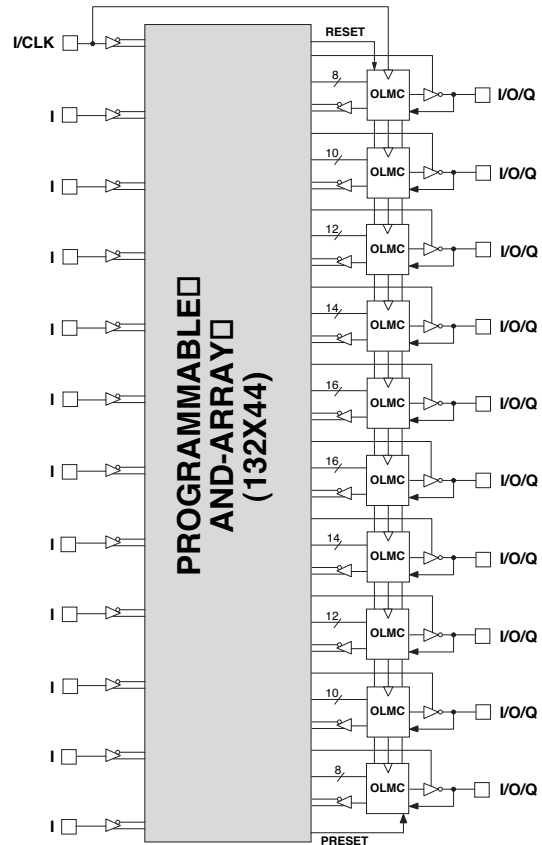 RESET
I/CLK
8
OLMC
I/O/Q
I
10
OLMC
I/O/Q
I
12
OLMC
I/O/Q
I
14
OLMC
I/O/Q
I
16
OLMC
I/O/Q
I
PROGRAMMABLE□
AND-ARRAY□
(132X44)
16
OLMC
I/O/Q
I
14
OLMC
I/O/Q
I
12
OLMC
I/O/Q
I
10
OLMC
I/O/Q
I
8
OLMC
I/O/Q
I
I
PRESET